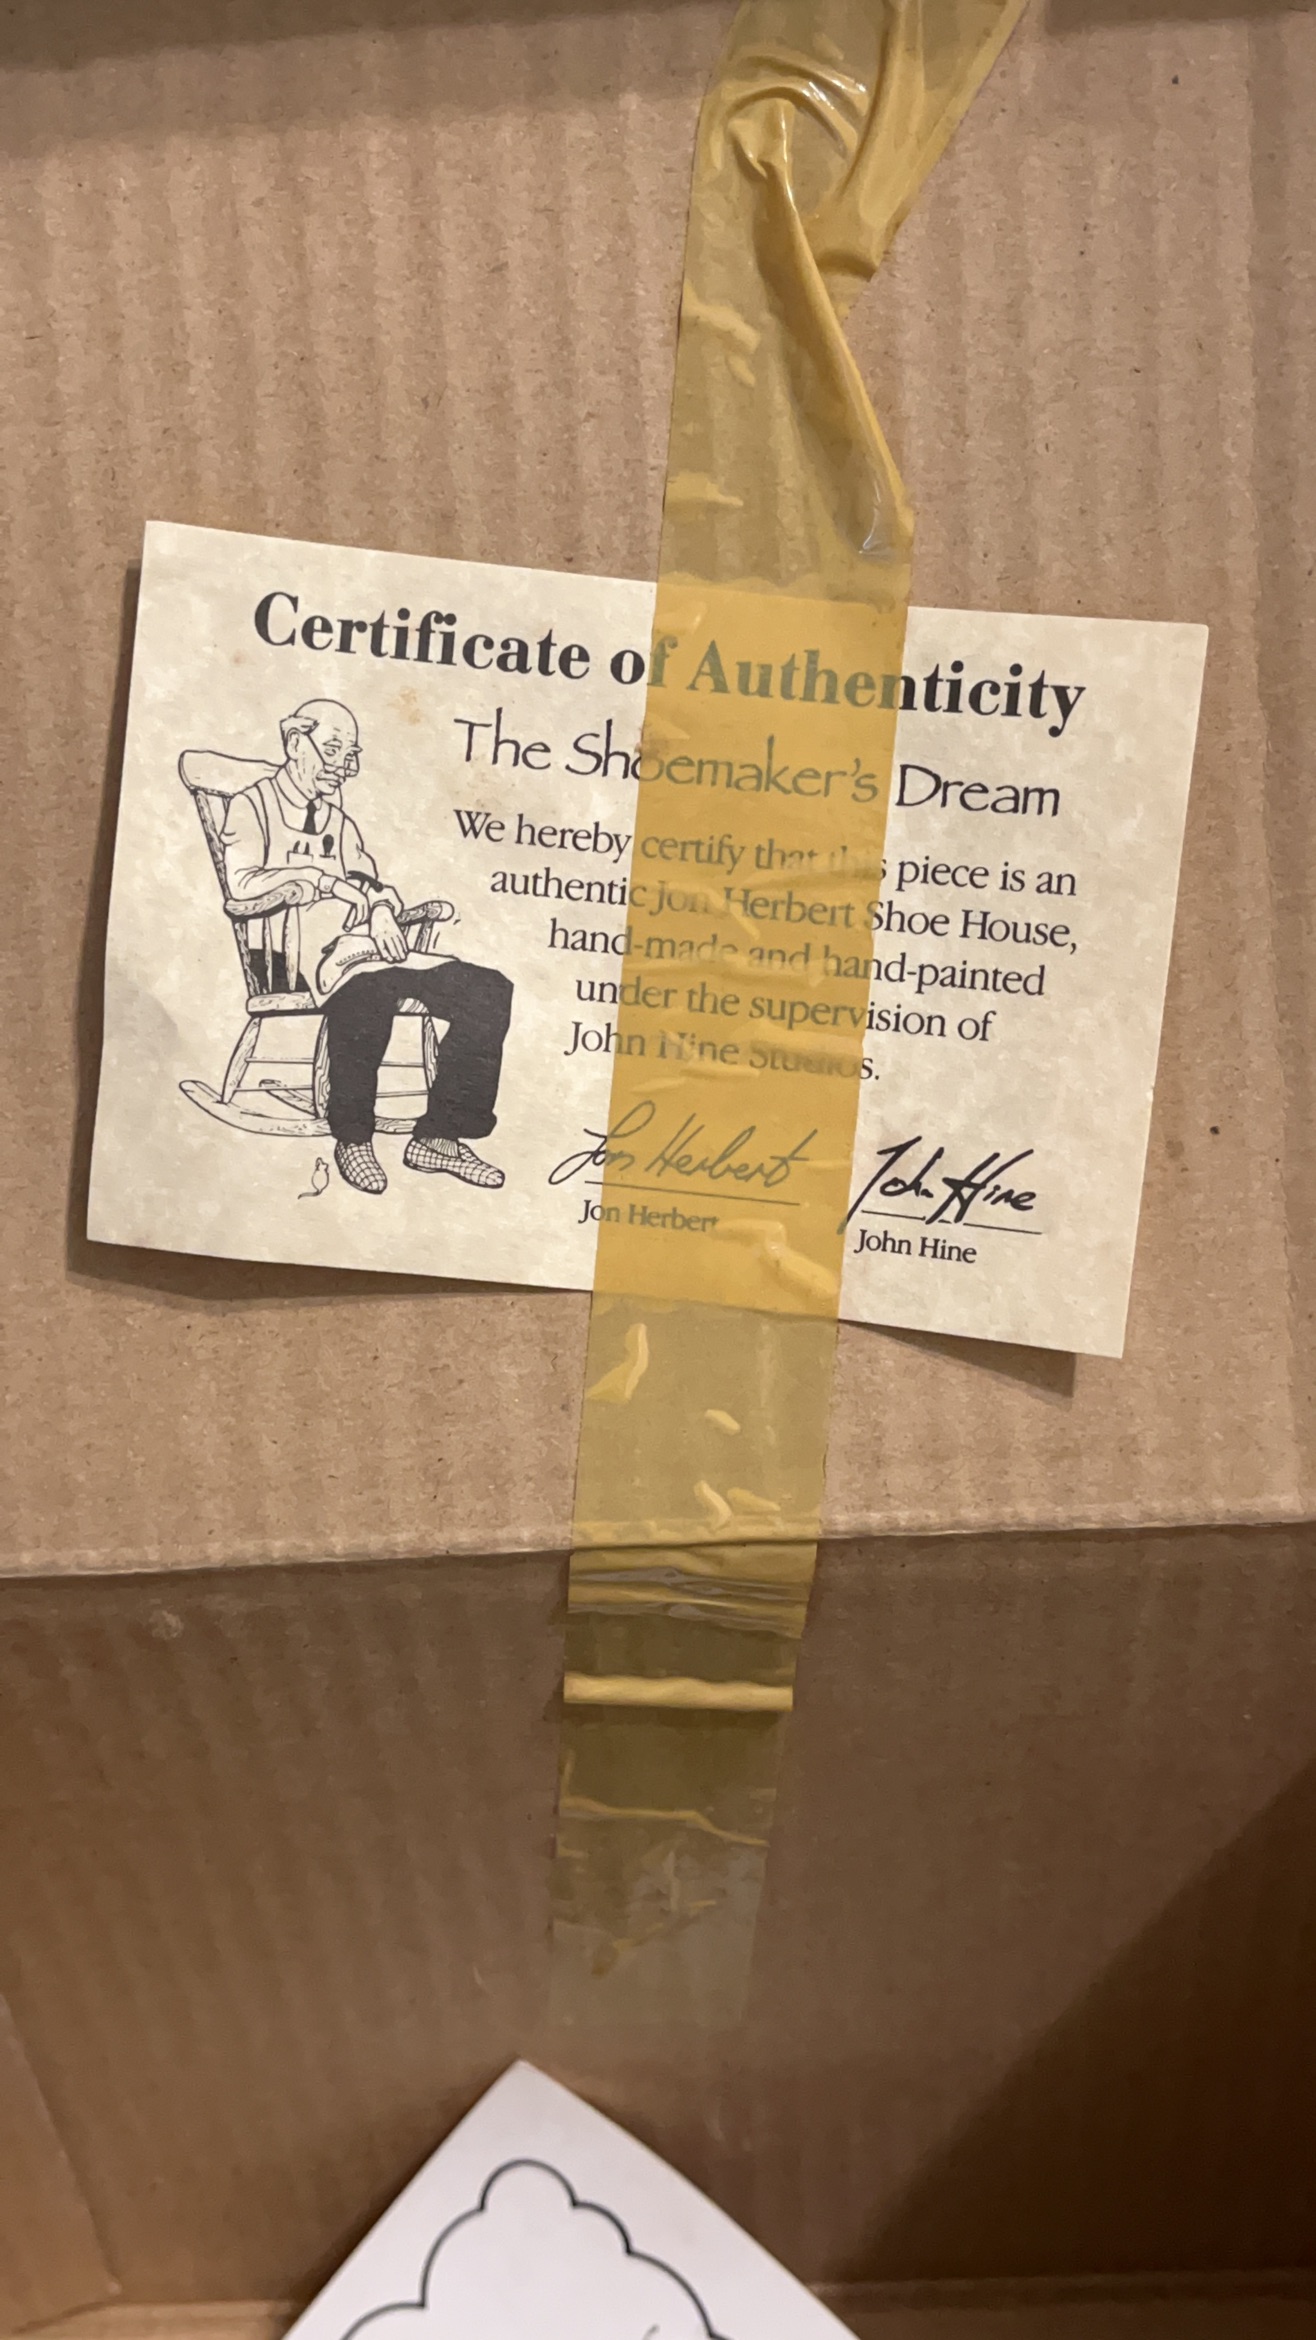 Certificate of Authenticity
The Shoemaker's Dream
We hereby certify that this piece is an
authentic Jon Herbert Shoe House,
hand-made and hand-painted
under the supervision of
John Hine Studios.
Jon Herbert John Hine
Jon Herbert John Hine